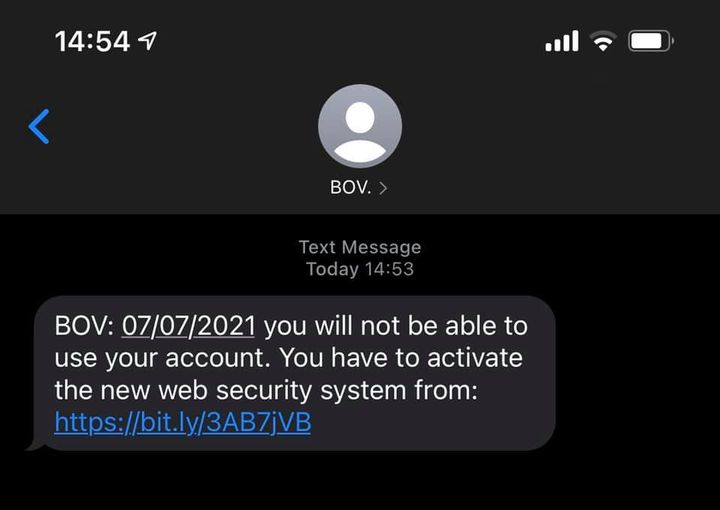 14:54
BOV. >
Text Message
Today 14:53
BOV: 07/07/2021 you will not be able to
use your account. You have to activate
the new web security system from:
https://bit.ly/3AB7jVB